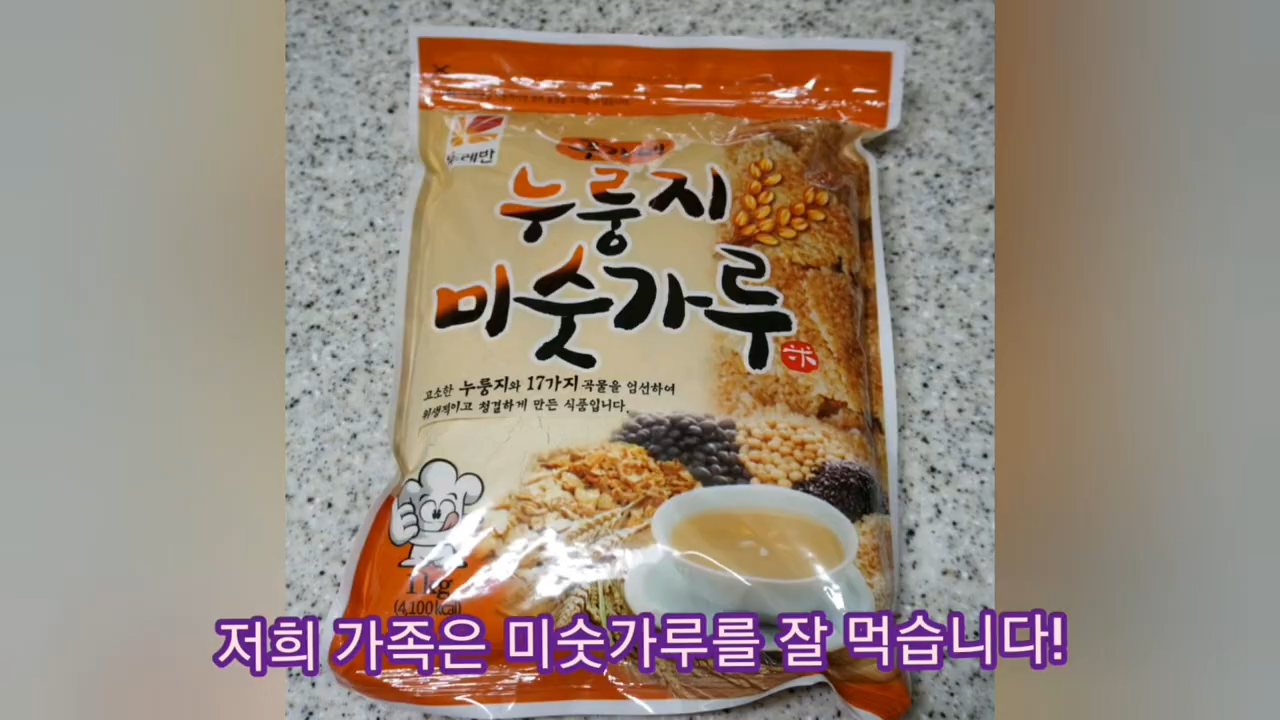 누룽지
미숫가루
米
고소한 누룽지와 17가지 곡물을 엄선하여
위생적이고 청결하게 만든 식품입니다.
1kg
(4,100kcal)
저희 가족은 미숫가루를 잘 먹습니다!